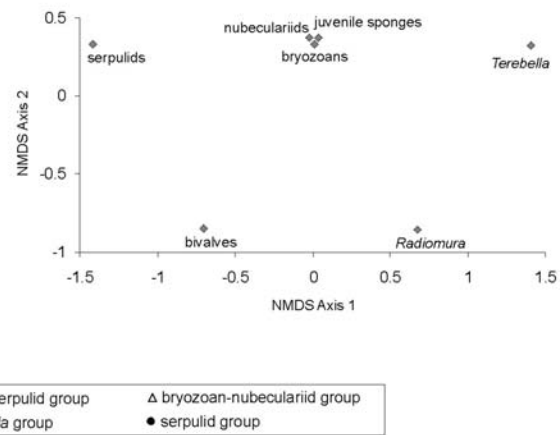 0.5
nubeculariids juvenile sponges
serpulids bryozoans Terebella
0
NMDS Axis 2
-0.5
bivalves Radiomura
-1
-1.5 -1 -0.5 0 0.5 1 1.5
NMDS Axis 1
erpulid group △ bryozoan-nubeculariid group
la group ● serpulid group